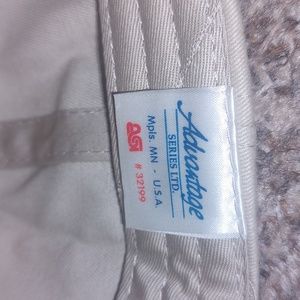 Advantage
SERIES LTD.
Mpls. MN - U.S.A.
ASI # 32199